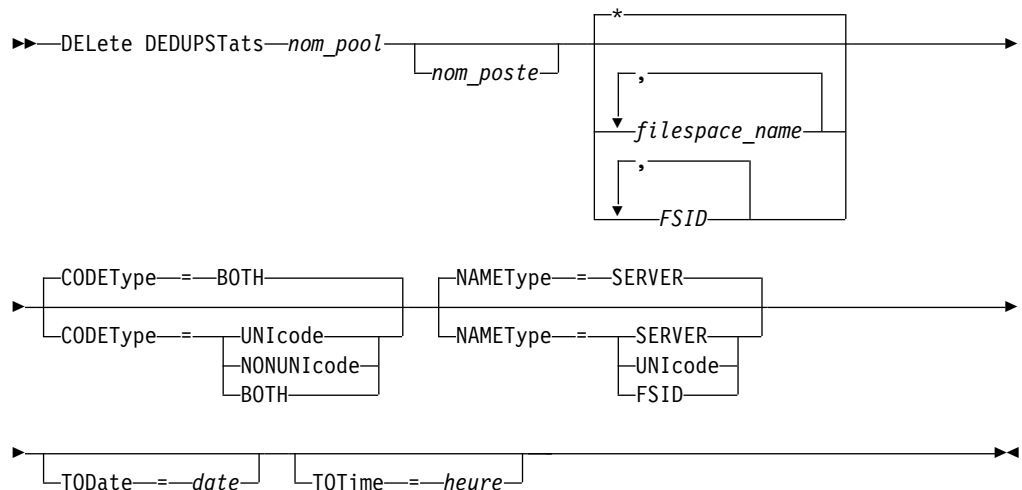 *
DELete DEDUPSTats nom_pool
nom_poste
,
filespace_name
,
FSID
CODEType = BOTH
NAMEType = SERVER
CODEType = UNIcode
NAMEType = SERVER
NONUNIcode
UNIcode
BOTH
FSID
TODate = date
TOTime = heure